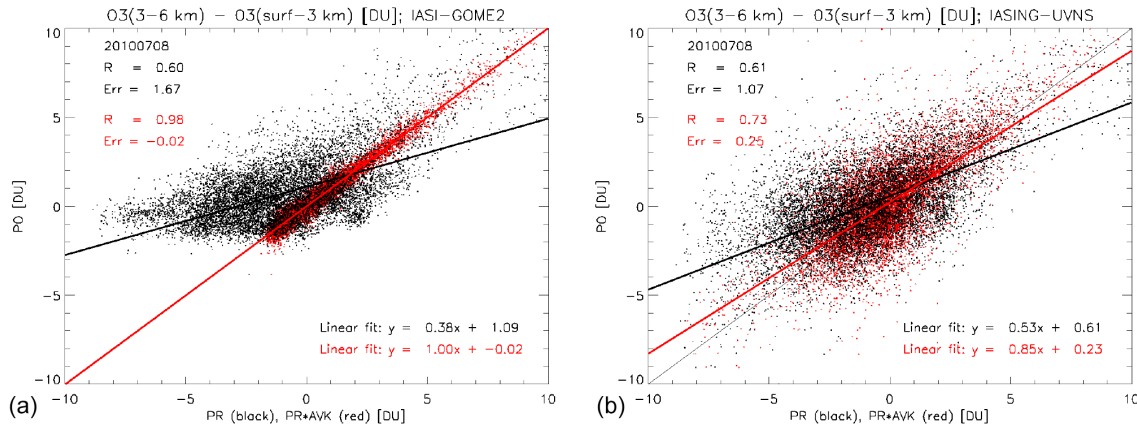 O3(3-6 km) - O3(surf-3 km) [DU]; IASI-GOME2
20100708
R = 0.60
Err = 1.67
R = 0.98
Err = -0.02
10
5
0
-5
-10
PO [DU]
Linear fit: y = 0.38x + 1.09
Linear fit: y = 1.00x + -0.02
-10 -5 0 5 10
PR (black), PR*AVK (red) [DU]
(a)
O3(3-6 km) - O3(surf-3 km) [DU]; IASING-UVNS
20100708
R = 0.61
Err = 1.07
R = 0.73
Err = 0.25
10
5
0
-5
-10
PO [DU]
Linear fit: y = 0.53x + 0.61
Linear fit: y = 0.85x + 0.23
-10 -5 0 5 10
PR (black), PR*AVK (red) [DU]
(b)